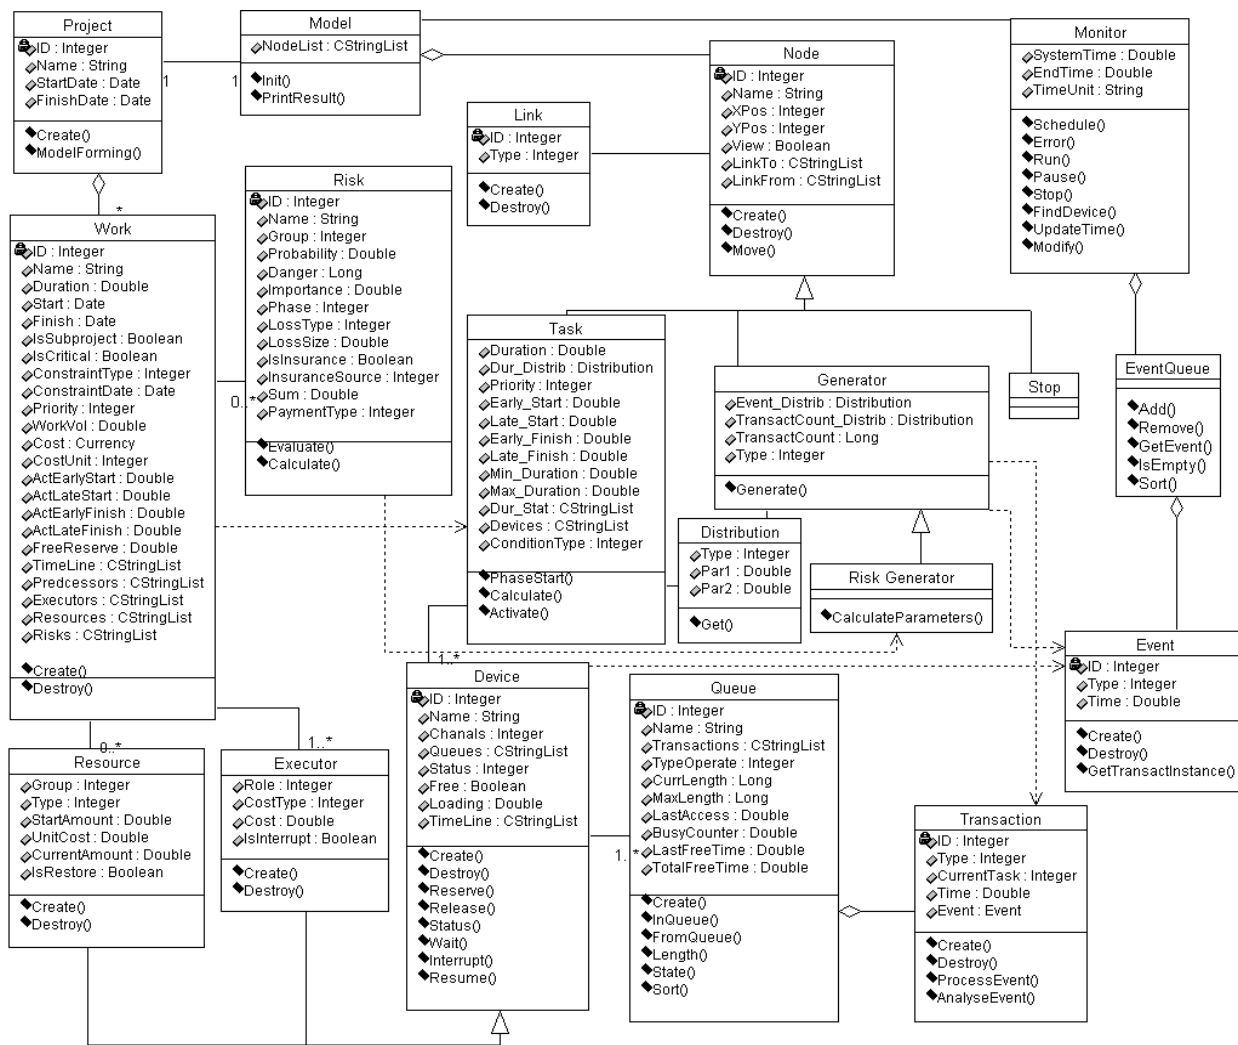 Project
ID : Integer
Name : String
StartDate : Date
FinishDate : Date
Create()
ModelForming()
1
1
Model
NodeList : CStringList
Init()
PrintResult()
Node
ID : Integer
Name : String
XPos : Integer
YPos : Integer
View : Boolean
LinkTo : CStringList
LinkFrom : CStringList
Create()
Destroy()
Move()
Monitor
SystemTime : Double
EndTime : Double
TimeUnit : String
Schedule()
Error()
Run()
Pause()
Stop()
FindDevice()
UpdateTime()
Modify()
Link
ID : Integer
Type : Integer
Create()
Destroy()
*
Work
ID : Integer
Name : String
Duration : Double
Start : Date
Finish : Date
IsSubproject : Boolean
IsCritical : Boolean
ConstraintType : Integer
ConstraintDate : Date
Priority : Integer
WorkVol : Double
Cost : Currency
CostUnit : Integer
ActEarlyStart : Double
ActLateStart : Double
ActEarlyFinish : Double
ActLateFinish : Double
FreeReserve : Double
TimeLine : CStringList
Predcessors : CStringList
Executors : CStringList
Resources : CStringList
Risks : CStringList
Create()
Destroy()
0..*
Risk
ID : Integer
Name : String
Group : Integer
Probability : Double
Danger : Long
Importance : Double
Phase : Integer
LossType : Integer
LossSize : Double
IsInsurance : Boolean
InsuranceSource : Integer
Sum : Double
PaymentType : Integer
Evaluate()
Calculate()
Task
Duration : Double
Dur_Distrib : Distribution
Priority : Integer
Early_Start : Double
Late_Start : Double
Early_Finish : Double
Late_Finish : Double
Min_Duration : Double
Max_Duration : Double
Dur_Stat : CStringList
Devices : CStringList
ConditionType : Integer
PhaseStart()
Calculate()
Activate()
Generator
Event_Distrib : Distribution
TransactCount_Distrib : Distribution
TransactCount : Long
Type : Integer
Generate()
Stop
EventQueue
Add()
Remove()
GetEvent()
IsEmpty()
Sort()
Distribution
Type : Integer
Par1 : Double
Par2 : Double
Get()
Risk Generator
CalculateParameters()
Event
ID : Integer
Type : Integer
Time : Double
Create()
Destroy()
GetTransactInstance()
0..*
Resource
Group : Integer
Type : Integer
StartAmount : Double
UnitCost : Double
CurrentAmount : Double
IsRestore : Boolean
Create()
Destroy()
1..*
Executor
Role : Integer
CostType : Integer
Cost : Double
IsInterrupt : Boolean
Create()
Destroy()
1..*
Device
ID : Integer
Name : String
Chanals : Integer
Queues : CStringList
Status : Integer
Free : Boolean
Loading : Double
TimeLine : CStringList
Create()
Destroy()
Reserve()
Release()
Status()
Wait()
Interrupt()
Resume()
1..*
Queue
ID : Integer
Name : String
Transactions : CStringList
TypeOperate : Integer
CurrLength : Long
MaxLength : Long
LastAccess : Double
BusyCounter : Double
LastFreeTime : Double
TotalFreeTime : Double
Create()
InQueue()
FromQueue()
Length()
State()
Sort()
Transaction
ID : Integer
Type : Integer
CurrentTask : Integer
Time : Double
Event : Event
Create()
Destroy()
ProcessEvent()
AnalyseEvent()